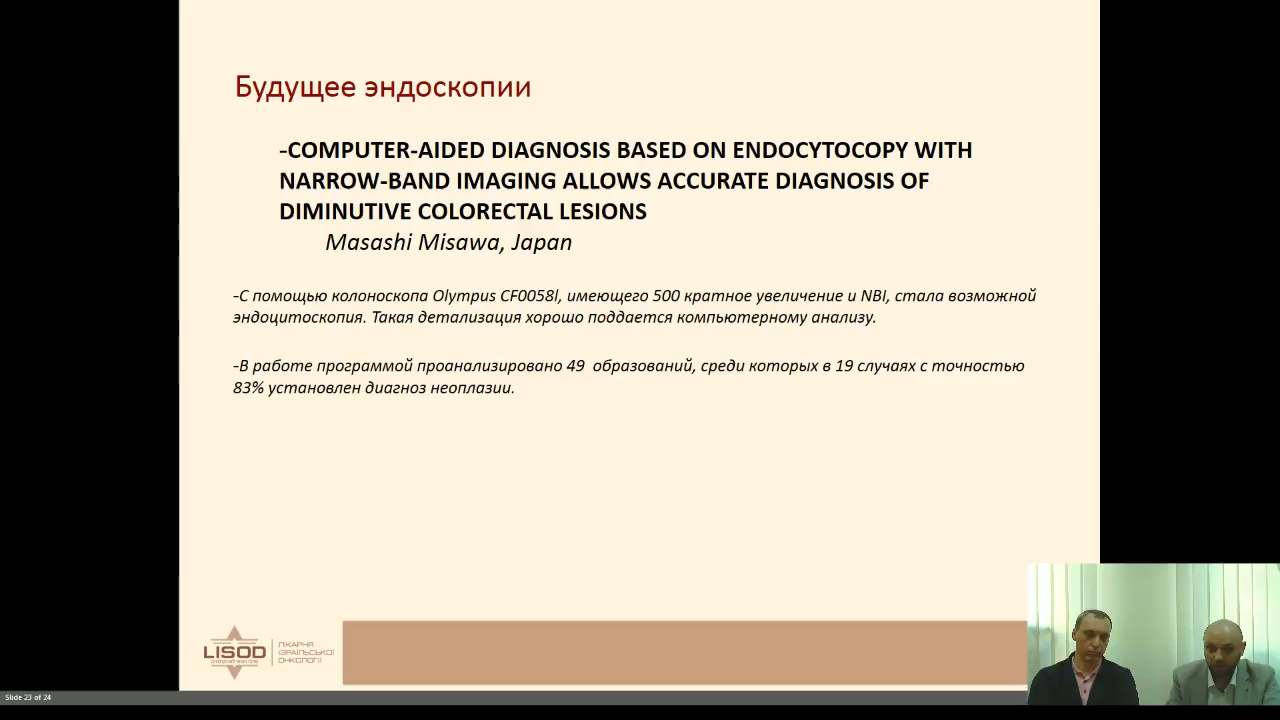 Будущее эндоскопии
-COMPUTER-AIDED DIAGNOSIS BASED ON ENDOCYTOCOPY WITH
NARROW-BAND IMAGING ALLOWS ACCURATE DIAGNOSIS OF
DIMINUTIVE COLORECTAL LESIONS
Masashi Misawa, Japan
-С помощью колоноскопа Olympus CF0058l, имеющего 500 кратное увеличение и NBI, стала возможной
эндоцитоскопия. Такая детализация хорошо поддается компьютерному анализу.
-В работе программой проанализировано 49 образований, среди которых в 19 случаях с точностью
83% установлен диагноз неоплазии.
LISOD
ЛІКАРНЯ
ІЗРАЇЛЬСЬКОЇ
ОНКОЛОГІЇ
Slide 23 of 24